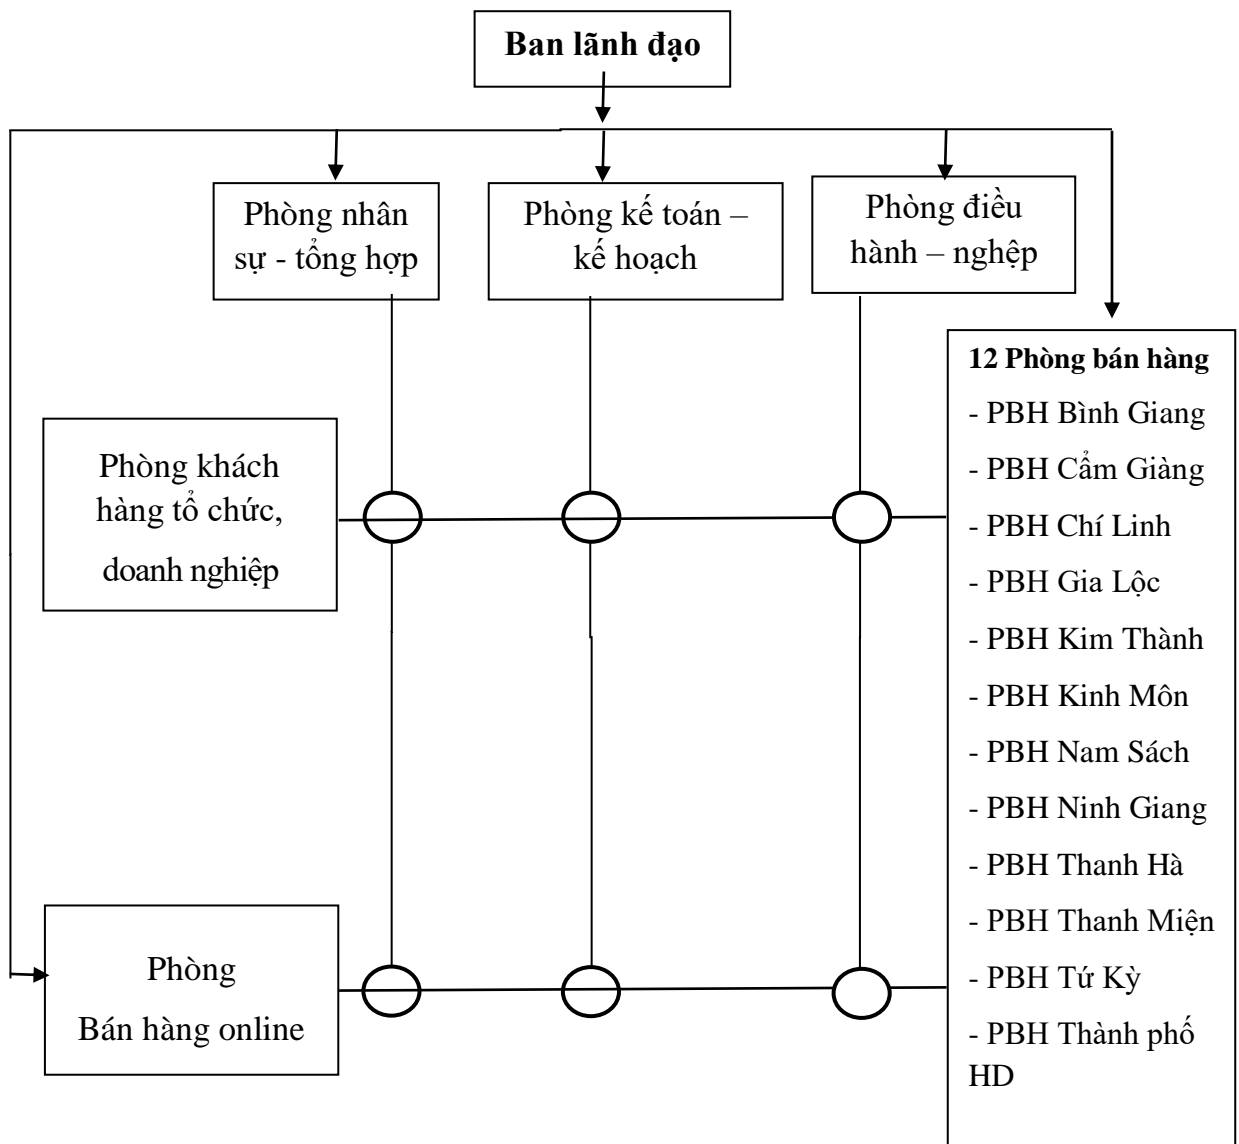 Ban lãnh đạo
Phòng nhân
sự - tổng hợp
Phòng kế toán –
kế hoạch
Phòng điều
hành – nghệp
Phòng khách
hàng tổ chức,
doanh nghiệp
Phòng
Bán hàng online
12 Phòng bán hàng
- PBH Bình Giang
- PBH Cẩm Giàng
- PBH Chí Linh
- PBH Gia Lộc
- PBH Kim Thành
- PBH Kinh Môn
- PBH Nam Sách
- PBH Ninh Giang
- PBH Thanh Hà
- PBH Thanh Miện
- PBH Tứ Kỳ
- PBH Thành phố
HD